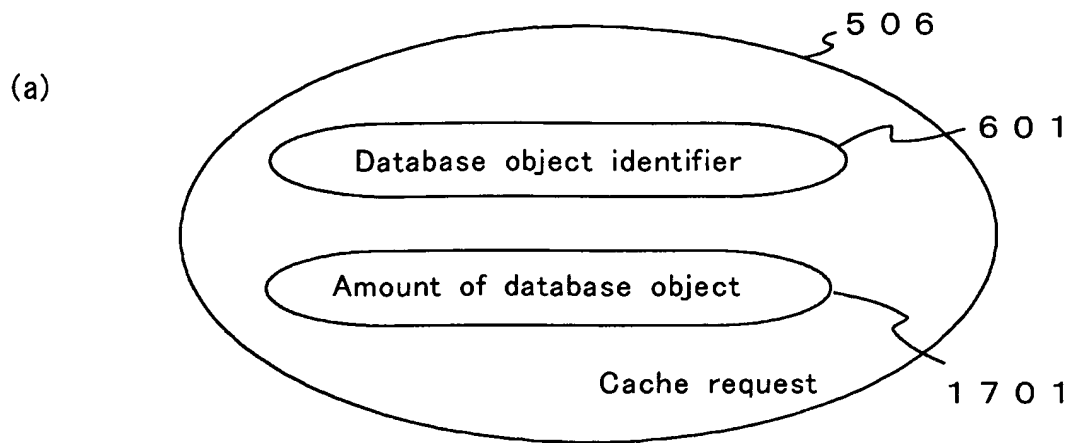 506
(a)
601
Database object identifier
Amount of database object
Cache request
1701